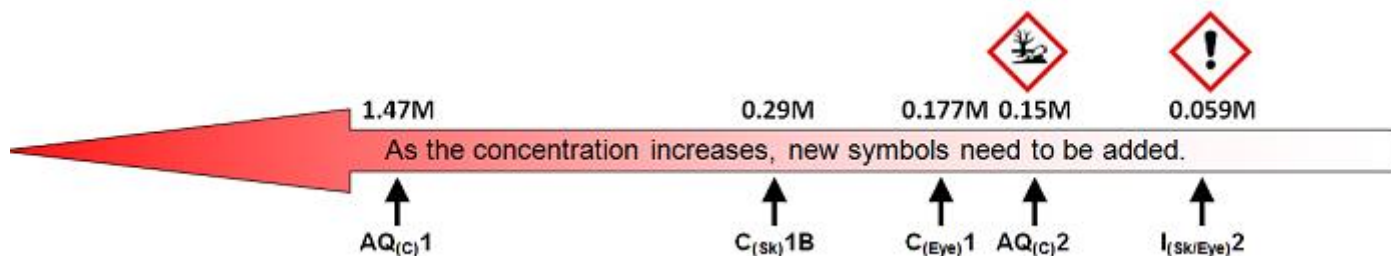 1.47M 0.29M 0.177M 0.15M 0.059M
As the concentration increases, new symbols need to be added.
AQ(C)1 C(Sk)1B C(Eye)1 AQ(C)2 I(Sk/Eye)2